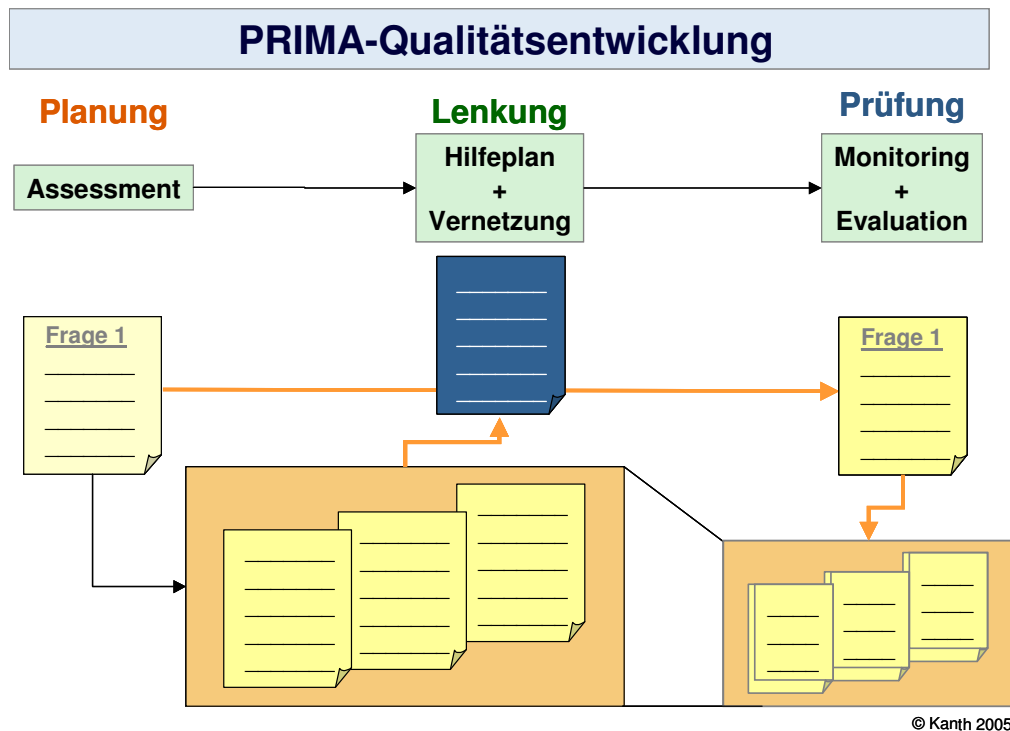 PRIMA-Qualitätsentwicklung
Planung
Lenkung
Prüfung
Assessment
Hilfeplan
+
Vernetzung
Monitoring
+
Evaluation
Frage 1
Frage 1
© Kanth 2005